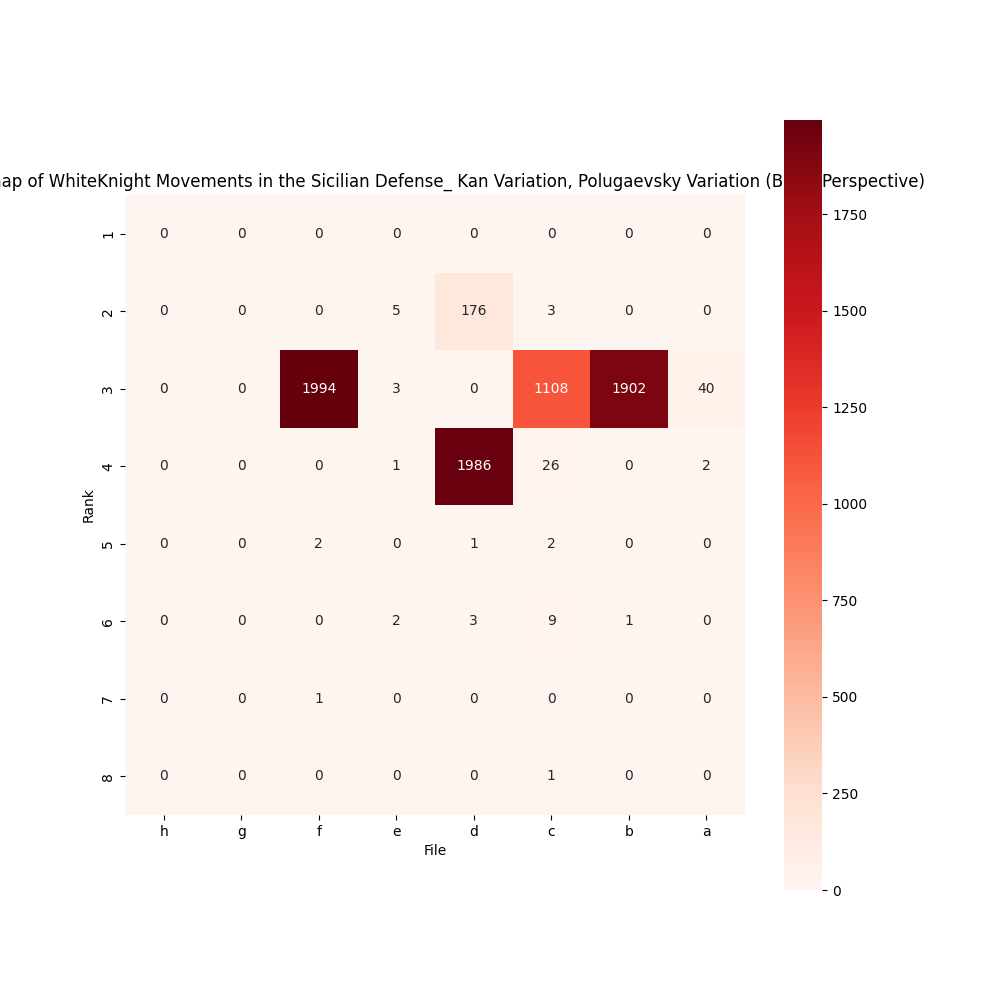 ap of WhiteKnight Movements in the Sicilian Defense_ Kan Variation, Polugaevsky Variation (B Perspective)
1 0 0 0 0 0 0 0 0
2 0 0 0 5 176 3 0 0
3 0 0 1994 3 0 1108 1902 40
4 0 0 0 1 1986 26 0 2
5 0 0 2 0 1 2 0 0
6 0 0 0 2 3 9 1 0
7 0 0 1 0 0 0 0 0
8 0 0 0 0 0 1 0 0
Rank
h g f e d c b a
File
1750
1500
1250
1000
750
500
250
0